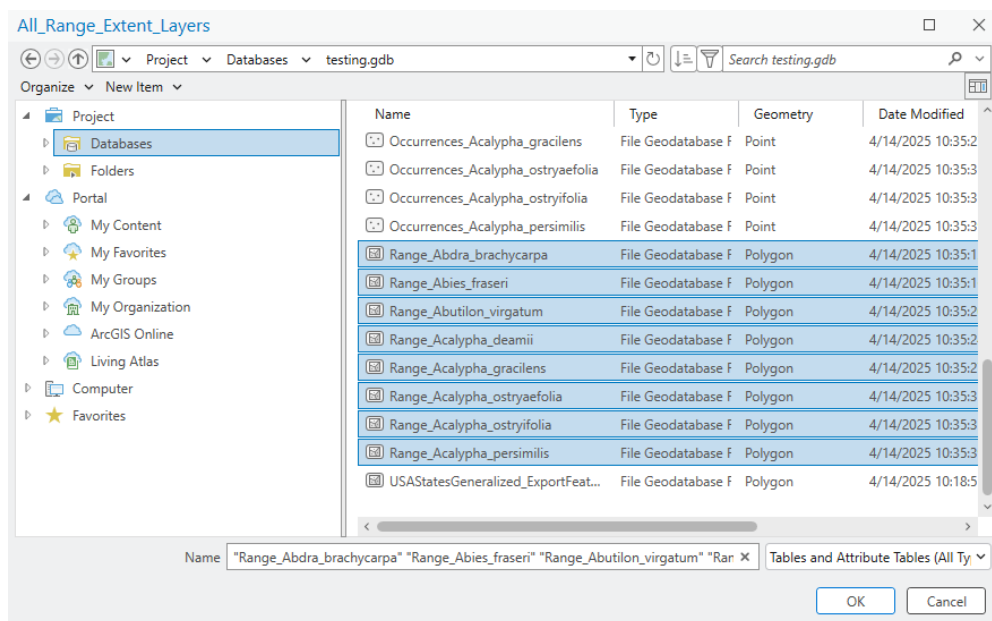 All_Range_Extent_Layers
Project Databases testing.gdb Search testing.gdb
Organize New Item
Project
Databases
Folders
Portal
My Content
My Favorites
My Groups
My Organization
ArcGIS Online
Living Atlas
Computer
Favorites
Name Type Geometry Date Modified
Occurrences_Acalypha_gracilens File Geodatabase F Point 4/14/2025 10:35:2
Occurrences_Acalypha_ostryaefolia File Geodatabase F Point 4/14/2025 10:35:3
Occurrences_Acalypha_ostryifolia File Geodatabase F Point 4/14/2025 10:35:3
Occurrences_Acalypha_persimilis File Geodatabase F Point 4/14/2025 10:35:3
Range_Abdra_brachycarpa File Geodatabase F Polygon 4/14/2025 10:35:1
Range_Abies_fraseri File Geodatabase F Polygon 4/14/2025 10:35:1
Range_Abutilon_virgatum File Geodatabase F Polygon 4/14/2025 10:35:2
Range_Acalypha_deamii File Geodatabase F Polygon 4/14/2025 10:35:2
Range_Acalypha_gracilens File Geodatabase F Polygon 4/14/2025 10:35:2
Range_Acalypha_ostryaefolia File Geodatabase F Polygon 4/14/2025 10:35:3
Range_Acalypha_ostryifolia File Geodatabase F Polygon 4/14/2025 10:35:3
Range_Acalypha_persimilis File Geodatabase F Polygon 4/14/2025 10:35:3
USAStatesGeneralized_ExportFeat... File Geodatabase F Polygon 4/14/2025 10:18:5
Name "Range_Abdra_brachycarpa" "Range_Abies_fraseri" "Range_Abutilon_virgatum" "Ran Tables and Attribute Tables (All Ty
OK Cancel